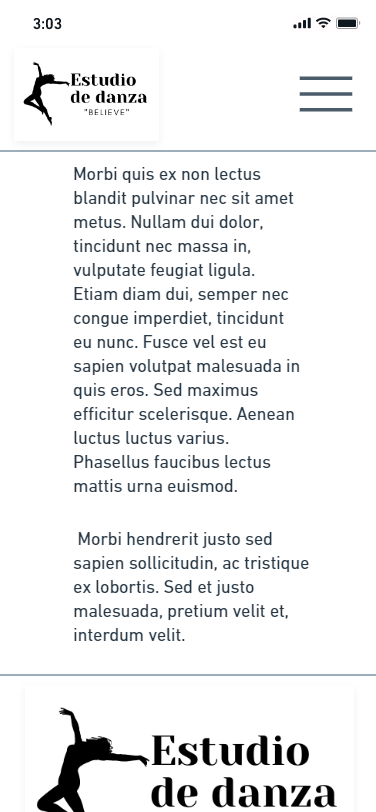 3:03
Estudio
de danza
"BELIEVE"
Morbi quis ex non lectus
blandit pulvinar nec sit amet
metus. Nullam dui dolor,
tincidunt nec massa in,
vulputate feugiat ligula.
Etiam diam dui, semper nec
congue imperdiet, tincidunt
eu nunc. Fusce vel est eu
sapien volutpat malesuada in
quis eros. Sed maximus
efficitur scelerisque. Aenean
luctus luctus varius.
Phasellus faucibus lectus
mattis urna euismod.
Morbi hendrerit justo sed
sapien sollicitudin, ac tristique
ex lobortis. Sed et justo
malesuada, pretium velit et,
interdum velit.
Estudio
de danza